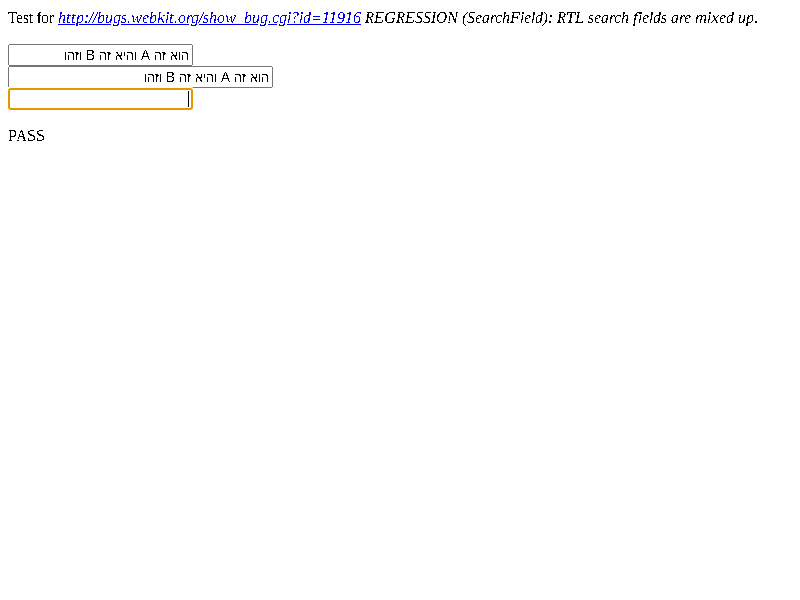 Test for http://bugs.webkit.org/show_bug.cgi?id=11916 REGRESSION (SearchField): RTL search fields are mixed up.
הוא זה A והיא זה B וזהו
הוא זה A והיא זה B וזהו
PASS